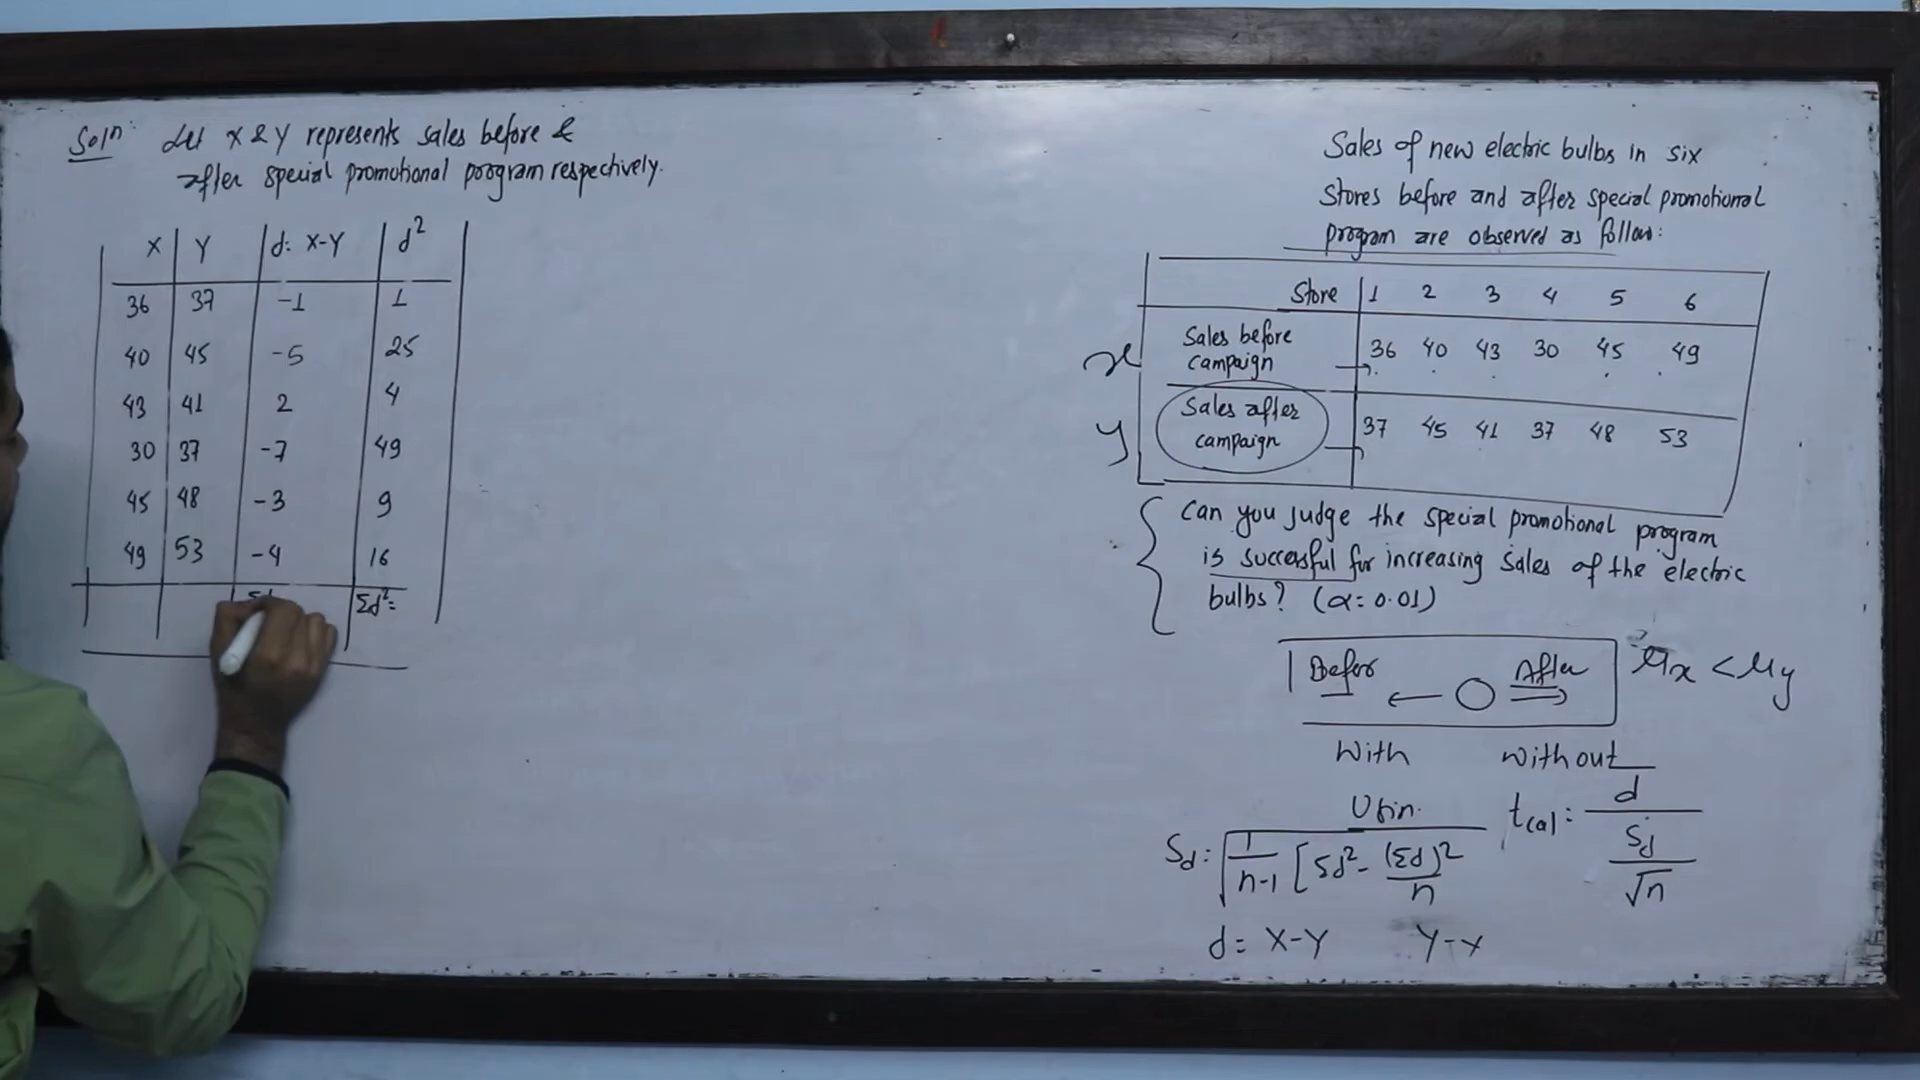 Soln: Let X & Y represents sales before &
after special promotional program respectively.
X Y d: X-Y d²
36 37 -1 1
40 45 -5 25
43 41 2 4
30 37 -7 49
45 48 -3 9
49 53 -4 16
Σd²=
Sales of new electric bulbs in six
Stores before and after special promotional
program are observed as follow:
Store 1 2 3 4 5 6
Sales before
campaign 36 40 43 30 45 49
x
Sales after
campaign 37 45 41 37 48 53
y
Can you judge the special promotional program
is successful for increasing sales of the electric
bulbs? (α=0.01)
Before After
μx < μy
With without
tcal: d̄ / (Sd / √n)
Sd: √ 1/(n-1) [Σd² - (Σd)²/n
d= X-Y Y-X